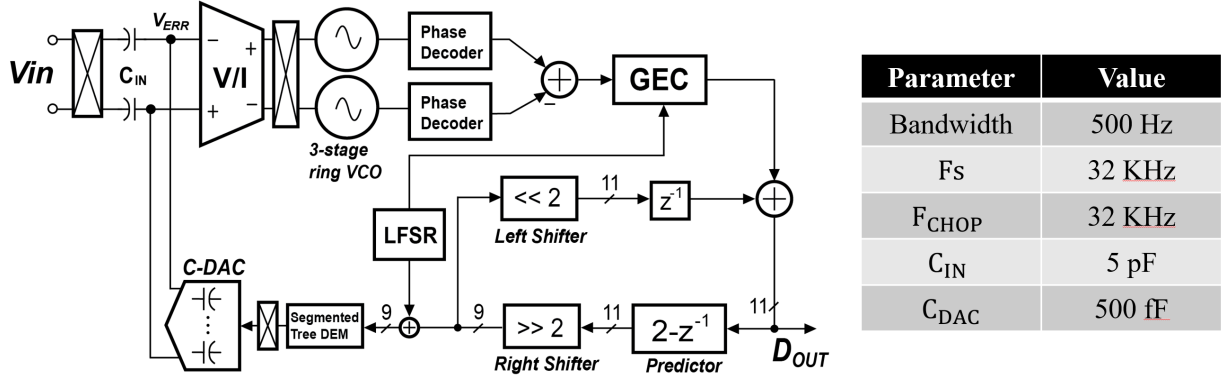 Vin
C_IN
V_ERR
−
+
V/I
+
−
3-stage
ring VCO
Phase
Decoder
Phase
Decoder
+
−
GEC
LFSR
<< 2
Left Shifter
11
z⁻¹
+
C-DAC
Segmented
Tree DEM
9
+
9
>> 2
Right Shifter
11
2-z⁻¹
Predictor
11
D_OUT
Parameter Value
Bandwidth 500 Hz
Fs 32 KHz
F_CHOP 32 KHz
C_IN 5 pF
C_DAC 500 fF